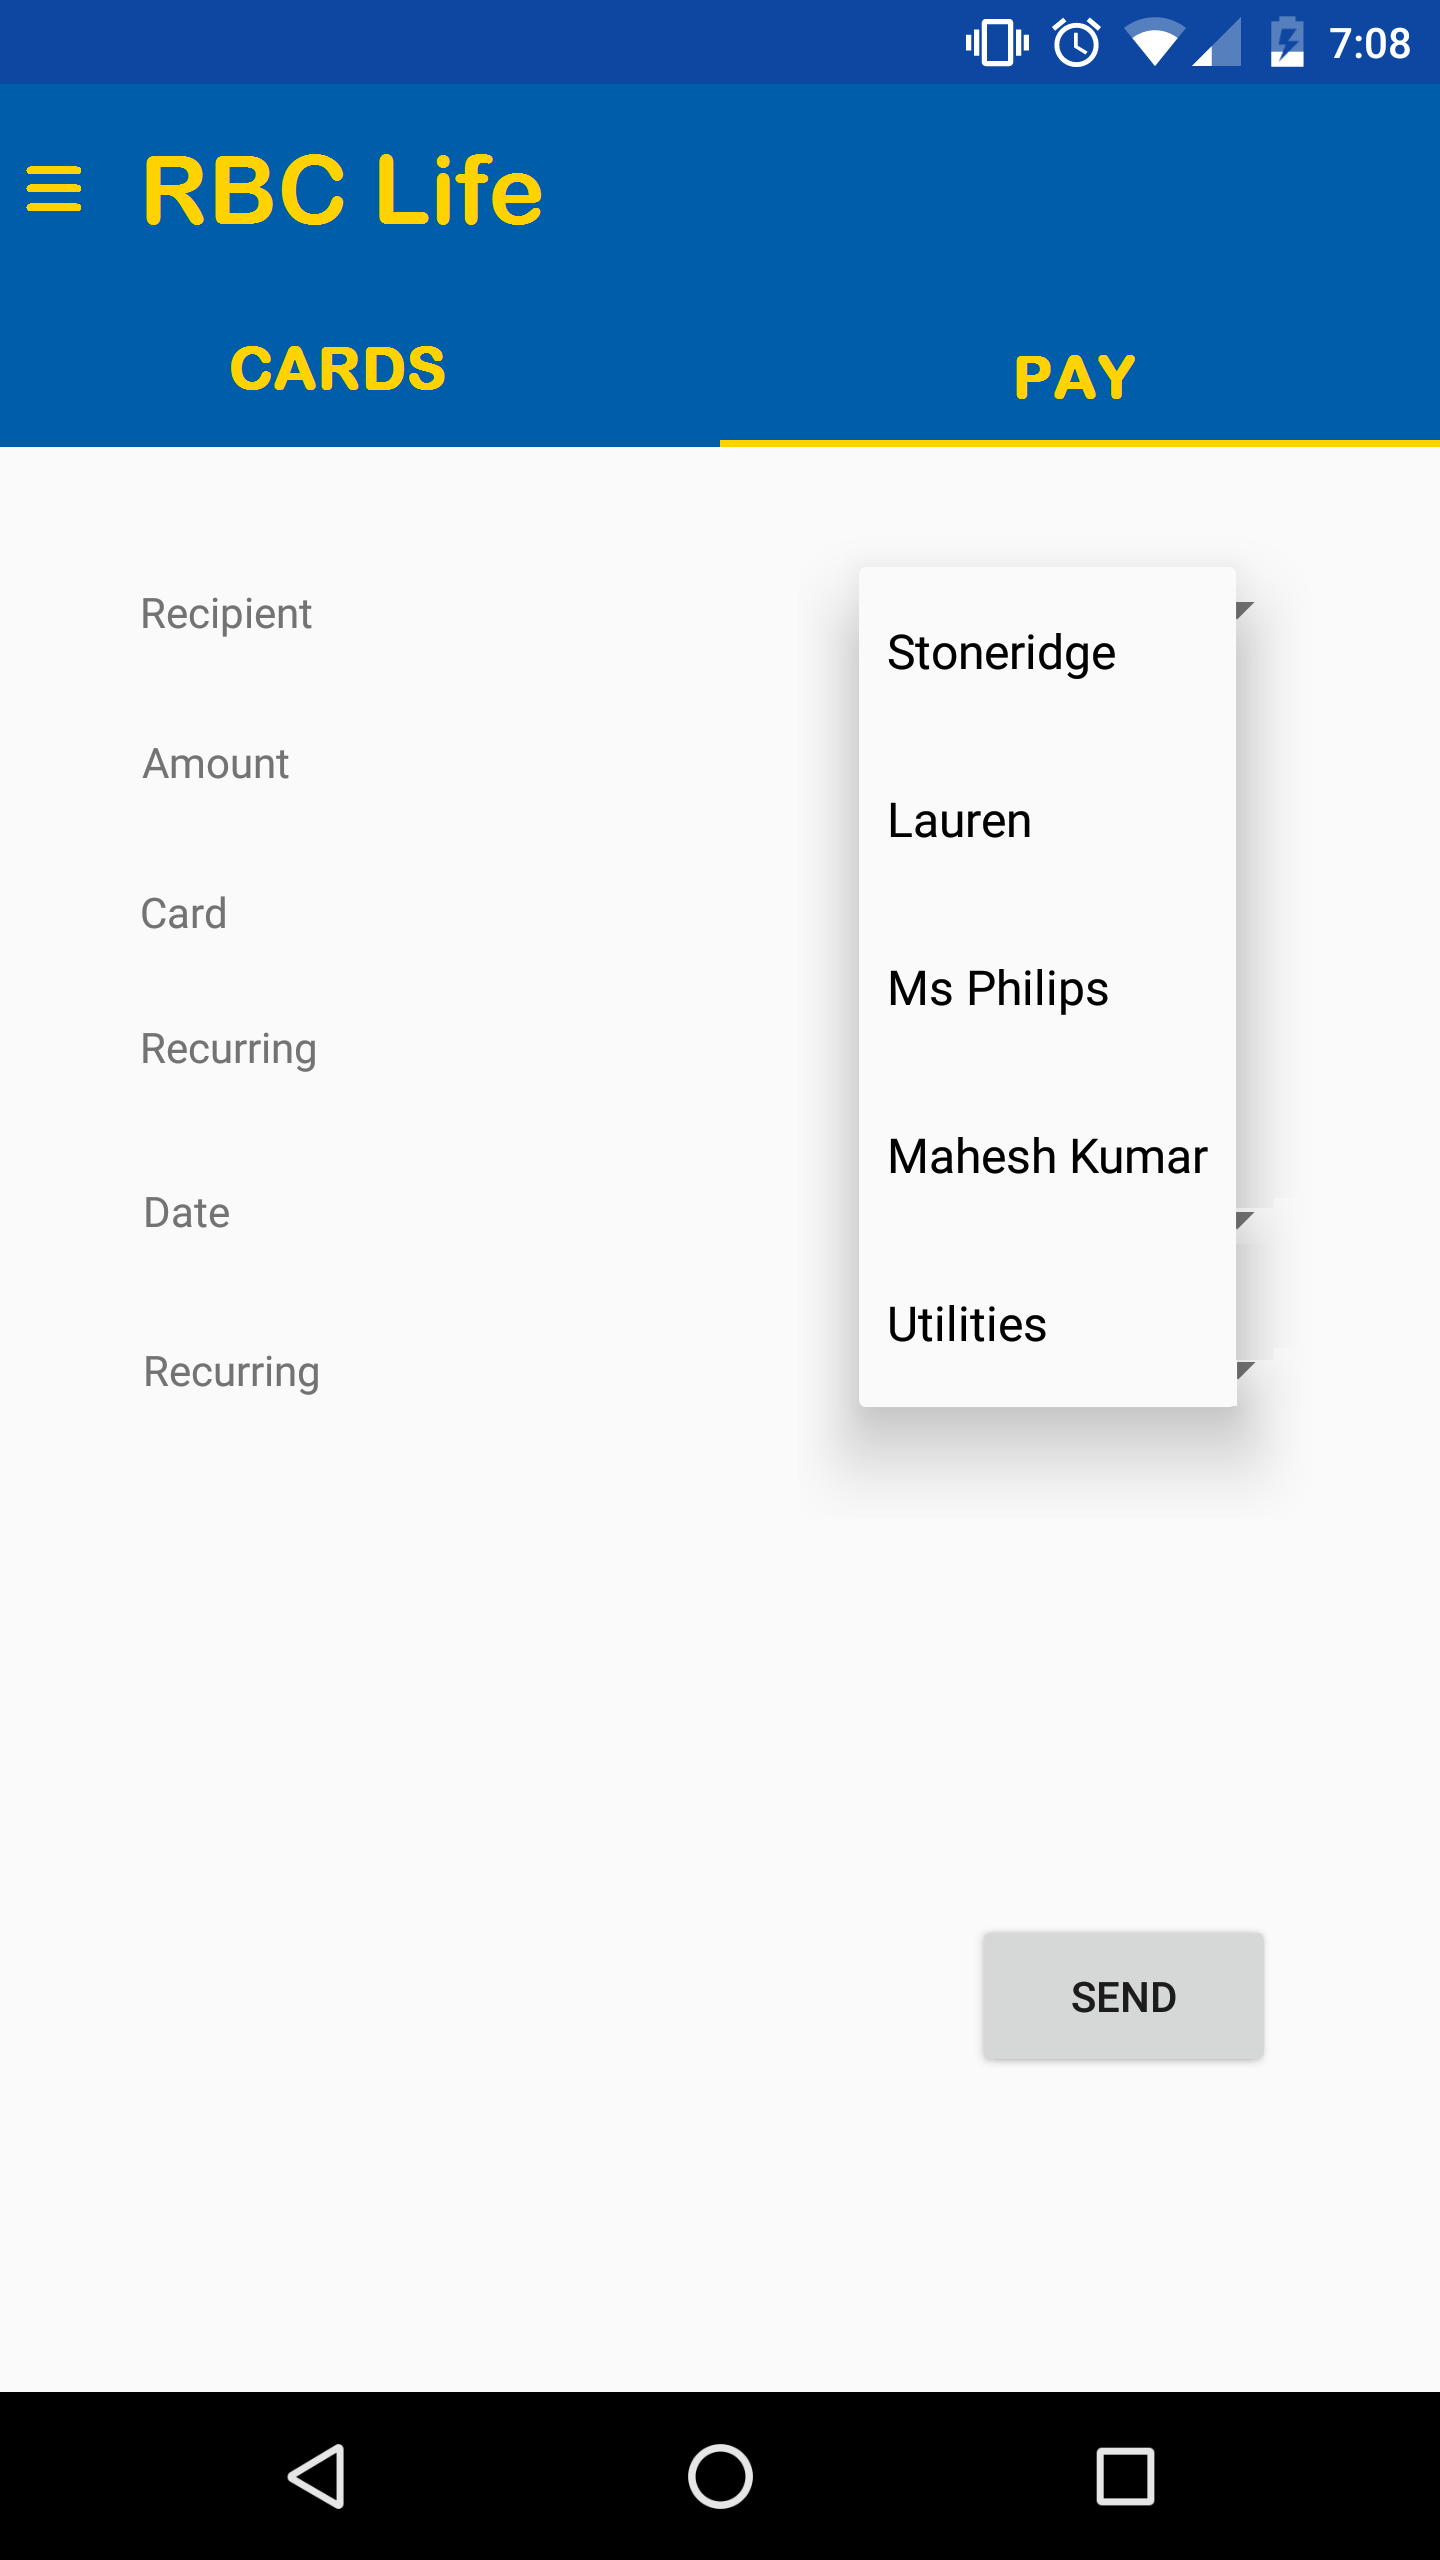 7:08
RBC Life
CARDS
PAY
Recipient
Stoneridge
Amount
Lauren
Card
Ms Philips
Recurring
Mahesh Kumar
Date
Utilities
Recurring
SEND